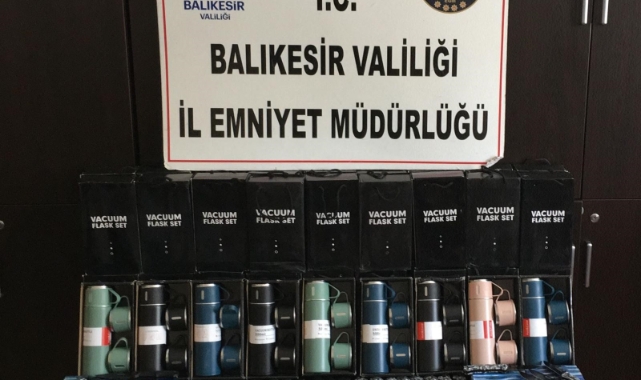 BALIKESİR
VALİLİĞİ
T.C.
BALIKESİR VALİLİĞİ
İL EMNİYET MÜDÜRLÜĞÜ
VACUUM
FLASK SET
VACUUM
FLASK SET
VACUUM
FLASK SET
VACUUM
FLASK SET
VACUUM
FLASK SET
VACUUM
FLASK SET
VACUUM
FLASK SET
VACUUM
FLASK SET
VACUUM
FLASK SET